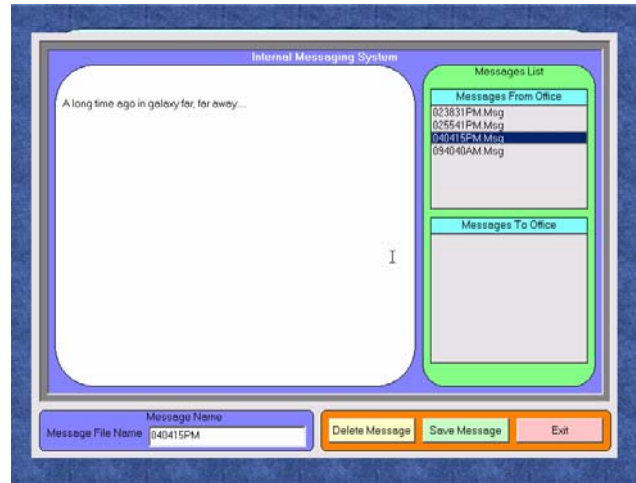 Internal Messaging System
A long time ago in galaxy far, far away...
Messages List
Messages From Office
023831PM.Msg
025541PM.Msg
040415PM.Msg
094040AM.Msg
Messages To Office
Message Name
Message File Name 040415PM
Delete Message Save Message Exit